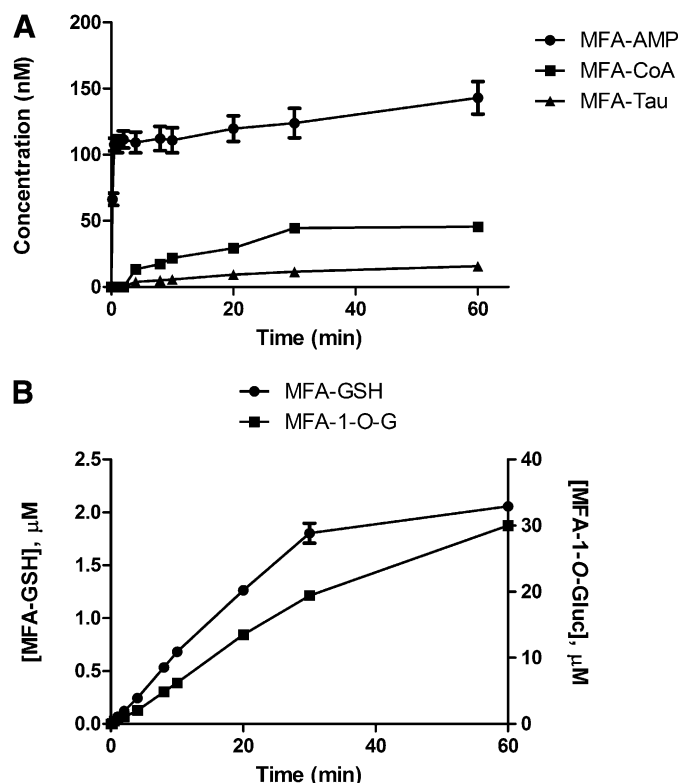 A
Concentration (nM)
200
150
100
50
0
0
20
40
60
Time (min)
MFA-AMP
MFA-CoA
MFA-Tau
B
MFA-GSH
MFA-1-O-G
[MFA-GSH], μM
2.5
2.0
1.5
1.0
0.5
0.0
0
20
40
60
Time (min)
40
30
20
10
0
[MFA-1-O-Gluc], μM